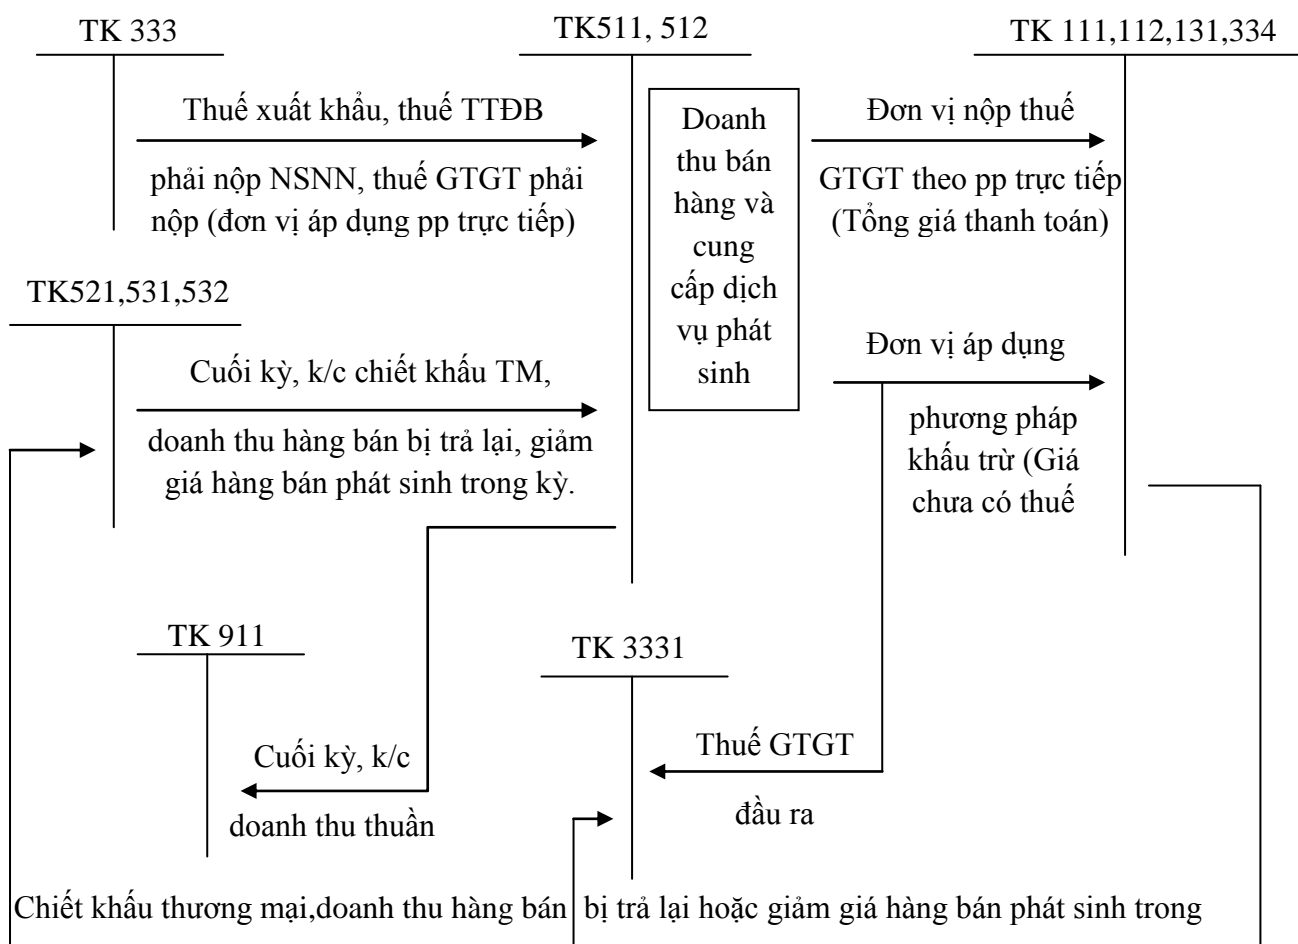 TK 333
TK511, 512
TK 111,112,131,334
Thuế xuất khẩu, thuế TTĐB
phải nộp NSNN, thuế GTGT phải
nộp (đơn vị áp dụng pp trực tiếp)
Doanh
thu bán
hàng và
cung
cấp dịch
vụ phát
sinh
Đơn vị nộp thuế
GTGT theo pp trực tiếp
(Tổng giá thanh toán)
TK521,531,532
Cuối kỳ, k/c chiết khấu TM,
doanh thu hàng bán bị trả lại, giảm
giá hàng bán phát sinh trong kỳ.
Đơn vị áp dụng
phương pháp
khấu trừ (Giá
chưa có thuế
TK 911
TK 3331
Cuối kỳ, k/c
doanh thu thuần
Thuế GTGT
đầu ra
Chiết khấu thương mại,doanh thu hàng bán bị trả lại hoặc giảm giá hàng bán phát sinh trong